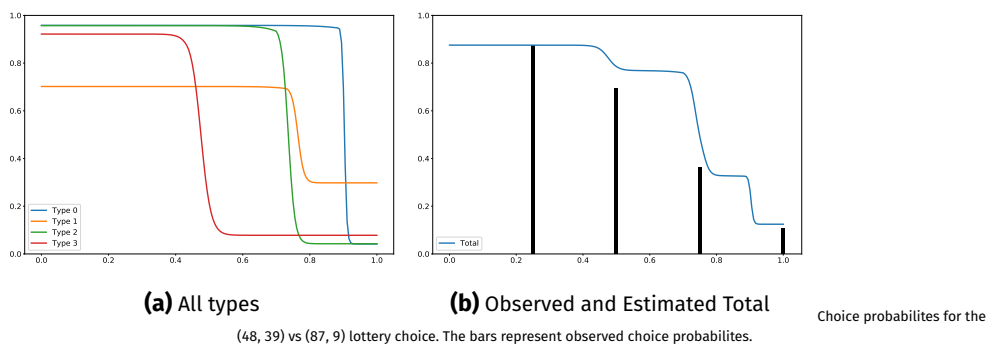 1.0
0.8
0.6
0.4
0.2
0.0
0.0 0.2 0.4 0.6 0.8 1.0
Type 0
Type 1
Type 2
Type 3
1.0
0.8
0.6
0.4
0.2
0.0
0.0 0.2 0.4 0.6 0.8 1.0
Total
(a) All types
(b) Observed and Estimated Total
Choice probabilites for the
(48, 39) vs (87, 9) lottery choice. The bars represent observed choice probabilites.